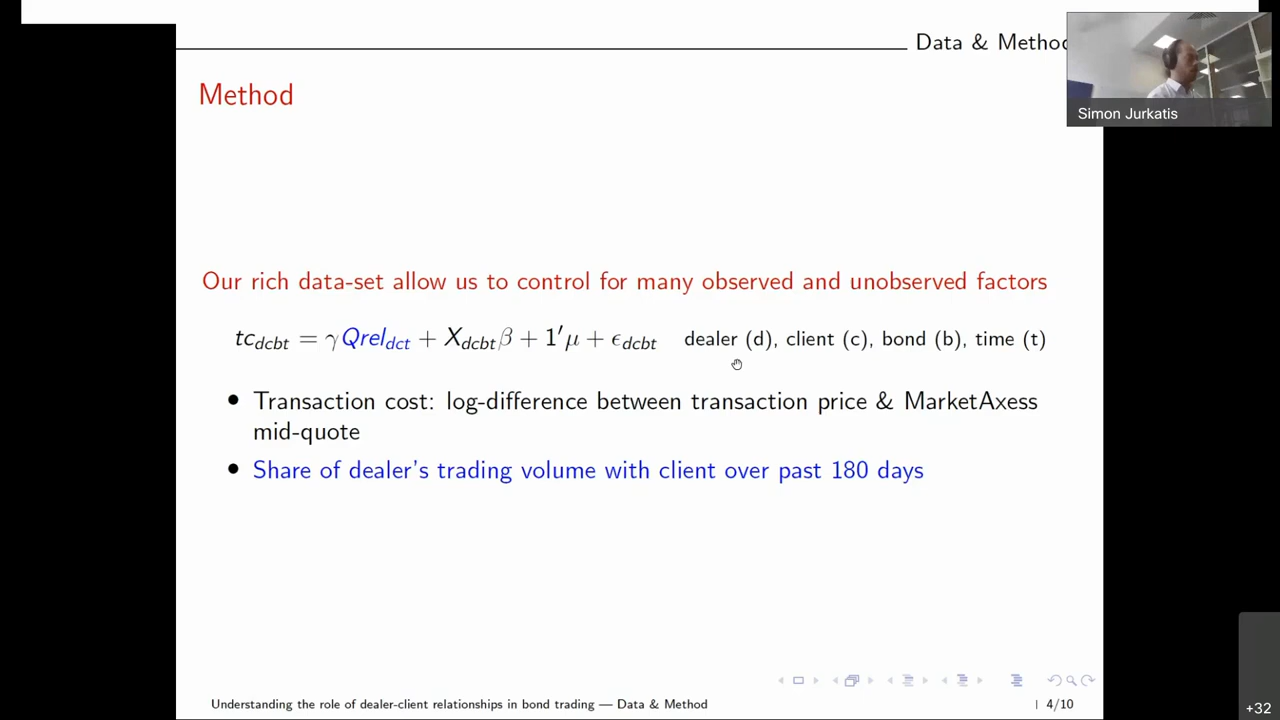 Data & Metho
Simon Jurkatis
Method
Our rich data-set allow us to control for many observed and unobserved factors
tc_dcbt = γQrel_dct + X_dcbtβ + 1′μ + ϵ_dcbt dealer (d), client (c), bond (b), time (t)
• Transaction cost: log-difference between transaction price & MarketAxess
mid-quote
• Share of dealer's trading volume with client over past 180 days
Understanding the role of dealer-client relationships in bond trading — Data & Method
4/10
+32